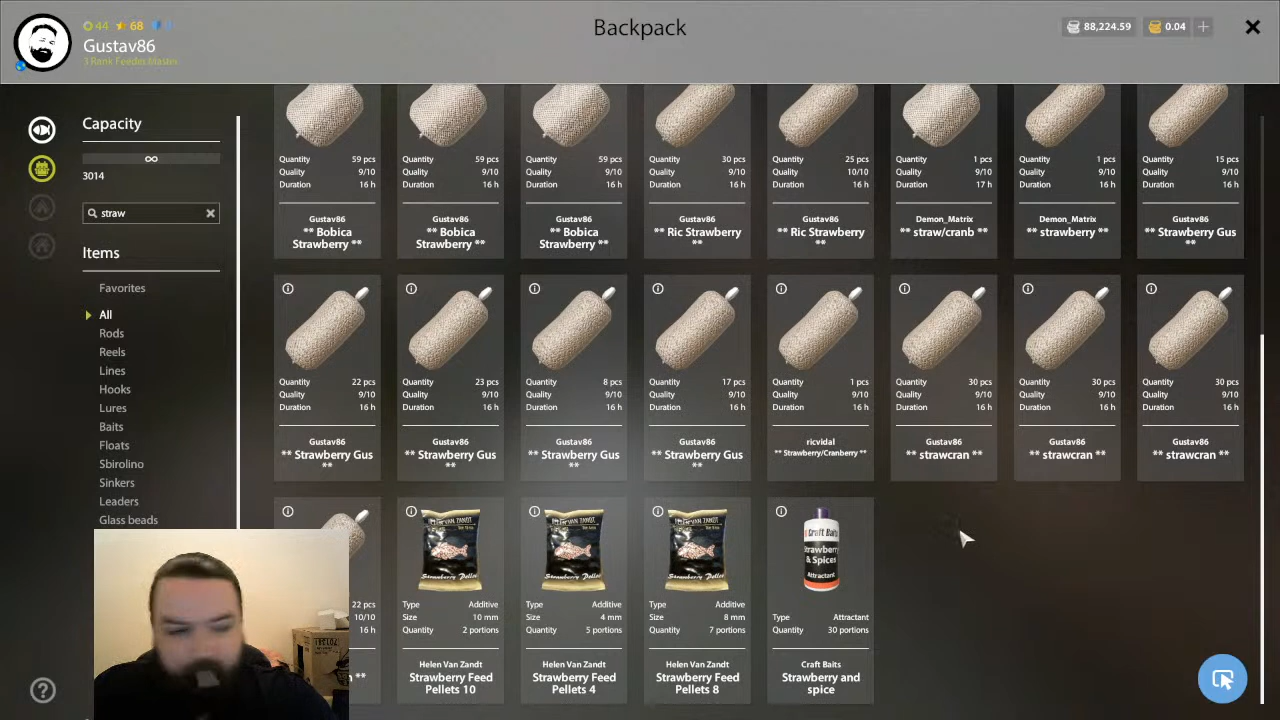 44 68
Gustav86
3 Rank Feeder Master
Backpack
88,224.59 0.04 +
Capacity
∞
3014
straw
Items
Favorites
All
Rods
Reels
Lines
Hooks
Lures
Baits
Floats
Sbirolino
Sinkers
Leaders
Glass beads
Quantity 59 pcs
Quality 9/10
Duration 16 h
Gustav86
** Bobica
Strawberry **
Quantity 59 pcs
Quality 9/10
Duration 16 h
Gustav86
** Bobica
Strawberry **
Quantity 59 pcs
Quality 9/10
Duration 16 h
Gustav86
** Bobica
Strawberry **
Quantity 30 pcs
Quality 9/10
Duration 16 h
Gustav86
** Ric Strawberry
**
Quantity 25 pcs
Quality 10/10
Duration 16 h
Gustav86
** Ric Strawberry
**
Quantity 1 pcs
Quality 9/10
Duration 17 h
Demon_Matrix
** straw/cranb **
Quantity 1 pcs
Quality 9/10
Duration 16 h
Demon_Matrix
** strawberry **
Quantity 15 pcs
Quality 9/10
Duration 16 h
Gustav86
** Strawberry Gus
**
Quantity 22 pcs
Quality 9/10
Duration 16 h
Gustav86
** Strawberry Gus
**
Quantity 23 pcs
Quality 9/10
Duration 16 h
Gustav86
** Strawberry Gus
**
Quantity 8 pcs
Quality 9/10
Duration 16 h
Gustav86
** Strawberry Gus
**
Quantity 17 pcs
Quality 9/10
Duration 16 h
Gustav86
** Strawberry Gus
**
Quantity 1 pcs
Quality 9/10
Duration 16 h
ricvidal
** Strawberry/Cranberry **
Quantity 30 pcs
Quality 9/10
Duration 16 h
Gustav86
** strawcran **
Quantity 30 pcs
Quality 9/10
Duration 16 h
Gustav86
** strawcran **
Quantity 30 pcs
Quality 9/10
Duration 16 h
Gustav86
** strawcran **
22 pcs
10/10
16 h
**
Strawberry Pellet
Type Additive
Size 10 mm
Quantity 2 portions
Helen Van Zandt
Strawberry Feed
Pellets 10
Strawberry Pellet
Type Additive
Size 4 mm
Quantity 5 portions
Helen Van Zandt
Strawberry Feed
Pellets 4
Strawberry Pellet
Type Additive
Size 8 mm
Quantity 7 portions
Helen Van Zandt
Strawberry Feed
Pellets 8
Craft Baits
Strawberry
& Spices
Attractant
Type Attractant
Quantity 30 portions
Craft Baits
Strawberry and
spice
?